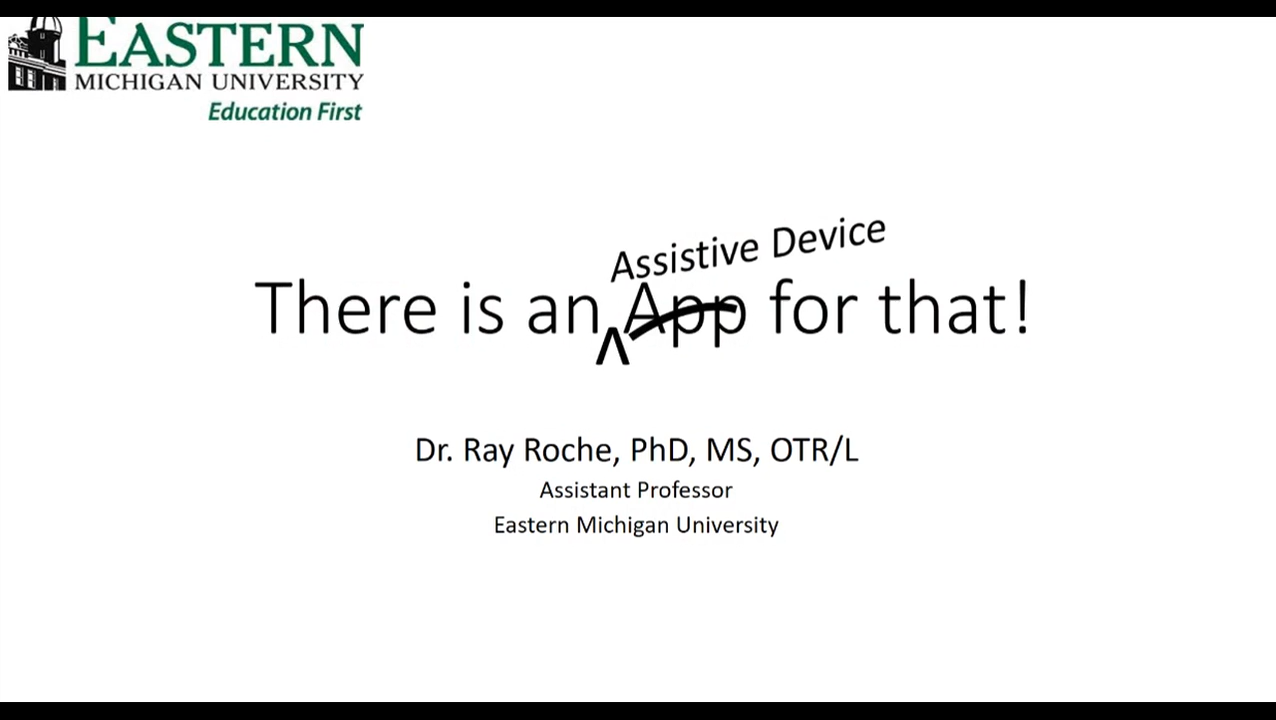 EASTERN
MICHIGAN UNIVERSITY
Education First
Assistive Device
There is an App for that!
Dr. Ray Roche, PhD, MS, OTR/L
Assistant Professor
Eastern Michigan University